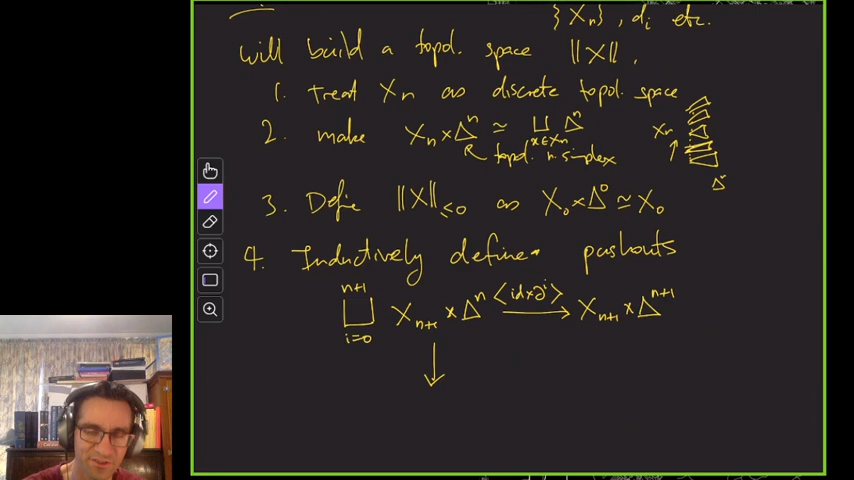 {Xn}, di etc.
will build a topol. space ||X||.
1. Treat Xn as discrete topol. space
2. make Xn × Δⁿ ≃ ⊔ Δⁿ
x∈Xn
topol. n-simplex
Xn
Δⁿ
3. Define ||X||≤0 as X₀ × Δ⁰ ≃ X₀
4. Inductively define pushouts
n+1
⊔ Xn+1 × Δⁿ <id×∂ⁱ> → Xn+1 × Δⁿ⁺¹
i=0
↓